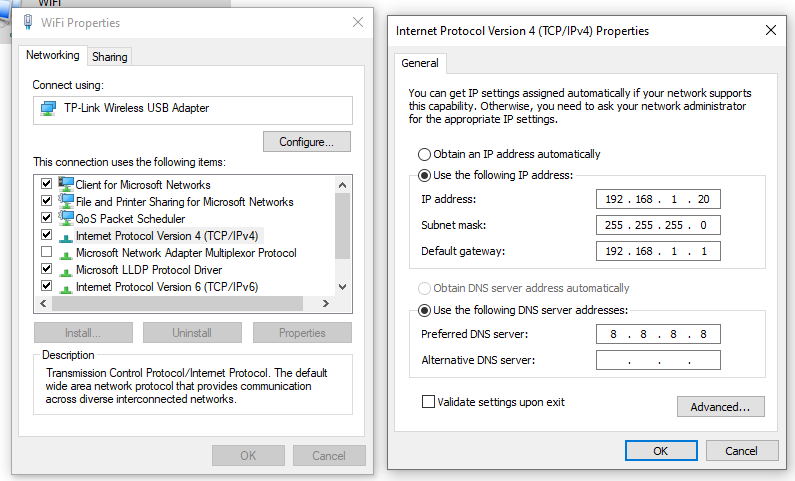 WiFi
WiFi Properties
Networking
Sharing
Connect using:
TP-Link Wireless USB Adapter
Configure...
This connection uses the following items:
Client for Microsoft Networks
File and Printer Sharing for Microsoft Networks
QoS Packet Scheduler
Internet Protocol Version 4 (TCP/IPv4)
Microsoft Network Adapter Multiplexor Protocol
Microsoft LLDP Protocol Driver
Internet Protocol Version 6 (TCP/IPv6)
Install...
Uninstall
Properties
Description
Transmission Control Protocol/Internet Protocol. The default
wide area network protocol that provides communication
across diverse interconnected networks.
OK
Cancel
Internet Protocol Version 4 (TCP/IPv4) Properties
General
You can get IP settings assigned automatically if your network supports
this capability. Otherwise, you need to ask your network administrator
for the appropriate IP settings.
Obtain an IP address automatically
Use the following IP address:
IP address: 192 . 168 . 1 . 20
Subnet mask: 255 . 255 . 255 . 0
Default gateway: 192 . 168 . 1 . 1
Obtain DNS server address automatically
Use the following DNS server addresses:
Preferred DNS server: 8 . 8 . 8 . 8
Alternative DNS server: . . .
Validate settings upon exit
Advanced...
OK
Cancel